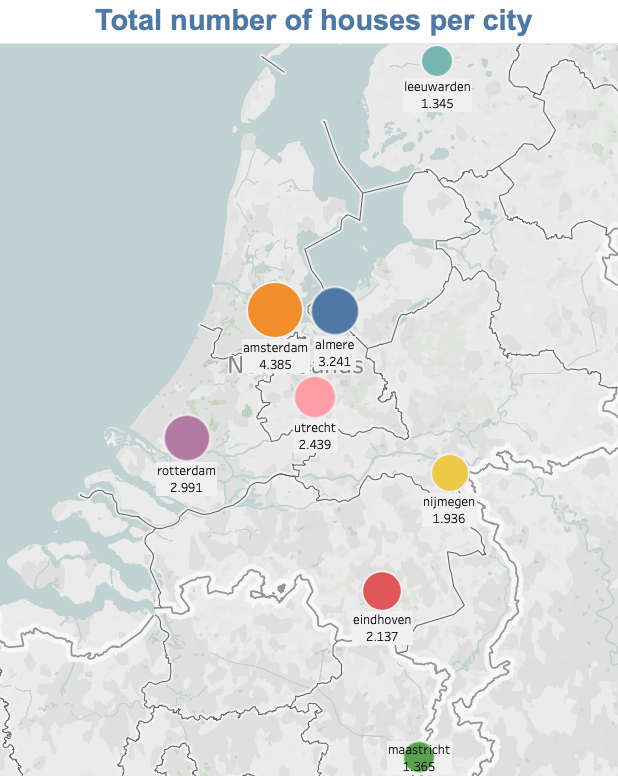 Total number of houses per city
leeuwarden
1.345
amsterdam
4.385
almere
3.241
utrecht
2.439
rotterdam
2.991
nijmegen
1.936
eindhoven
2.137
maastricht
1.365